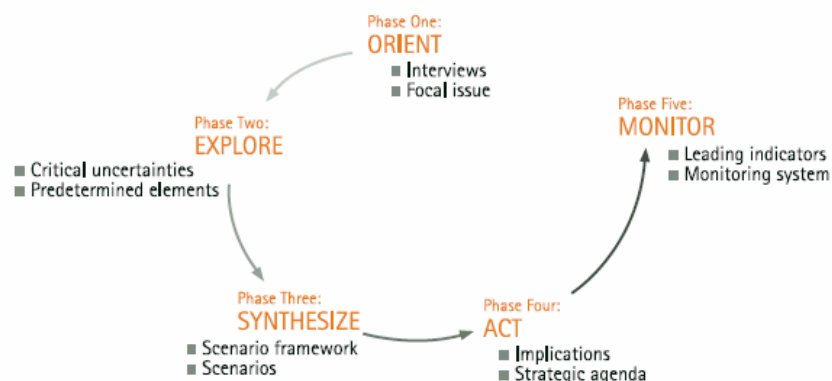 Phase One:
ORIENT
■ Interviews
■ Focal issue
Phase Two:
EXPLORE
■ Critical uncertainties
■ Predetermined elements
Phase Three:
SYNTHESIZE
■ Scenario framework
■ Scenarios
Phase Four:
ACT
■ Implications
■ Strategic agenda
Phase Five:
MONITOR
■ Leading indicators
■ Monitoring system